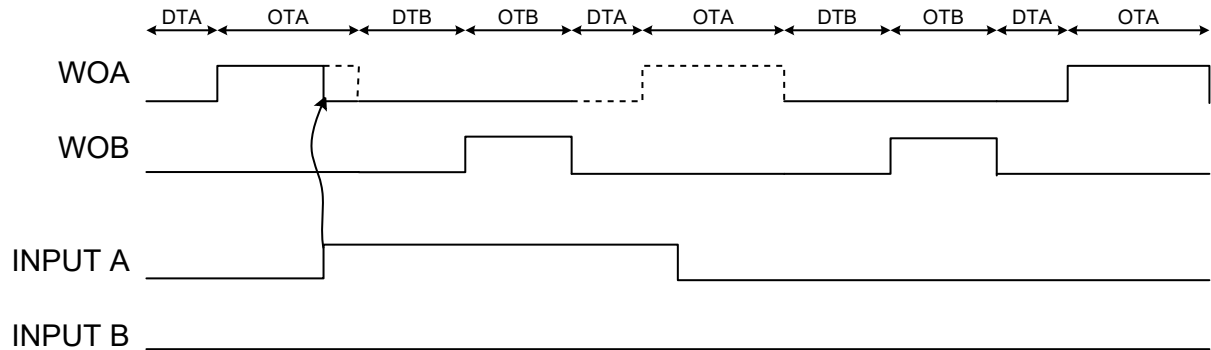 DTA OTA DTB OTB DTA OTA DTB OTB DTA OTA
WOA
WOB
INPUT A
INPUT B